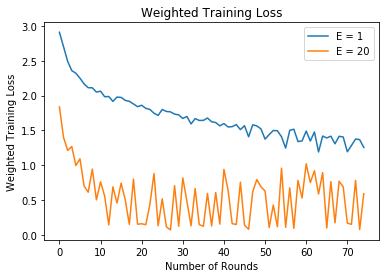 Weighted Training Loss
3.0
2.5
2.0
1.5
1.0
0.5
0.0
Weighted Training Loss
E = 1
E = 20
0 10 20 30 40 50 60 70
Number of Rounds